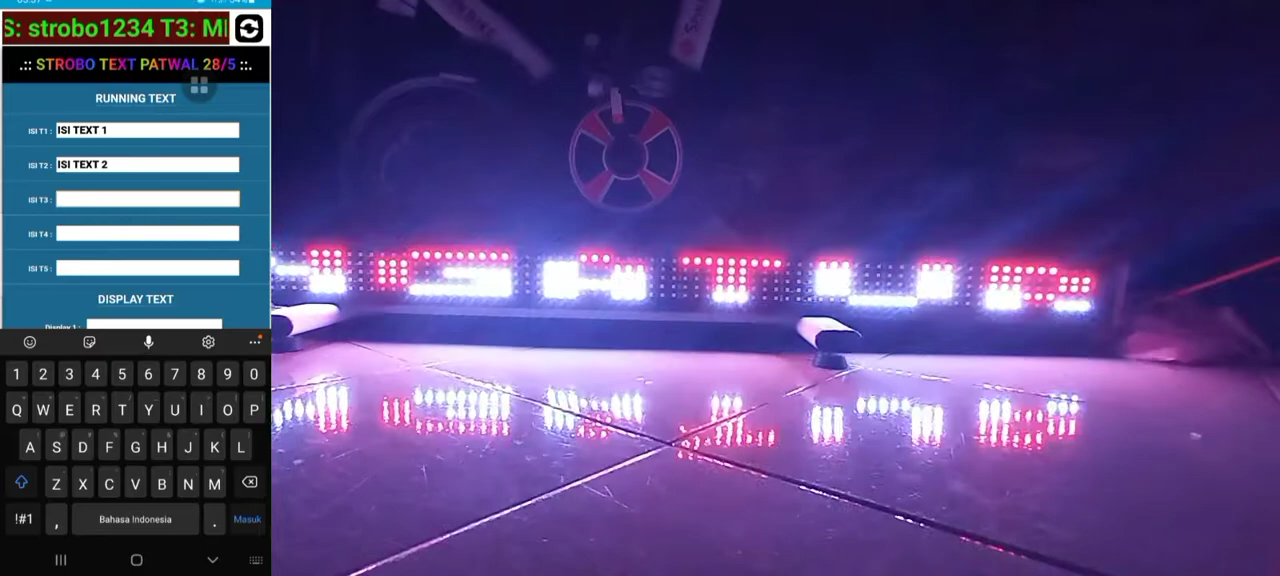 S: strobo1234 T3: M
.:: STROBO TEXT PATWAL 28/5 ::.
RUNNING TEXT
ISI T1 : ISI TEXT 1
ISI T2 : ISI TEXT 2
ISI T3 :
ISI T4 :
ISI T5 :
DISPLAY TEXT
Display 1 :
1 2 3 4 5 6 7 8 9 0
Q W E R T Y U I O P
A S D F G H J K L
Z X C V B N M
!#1 , Bahasa Indonesia . Masuk